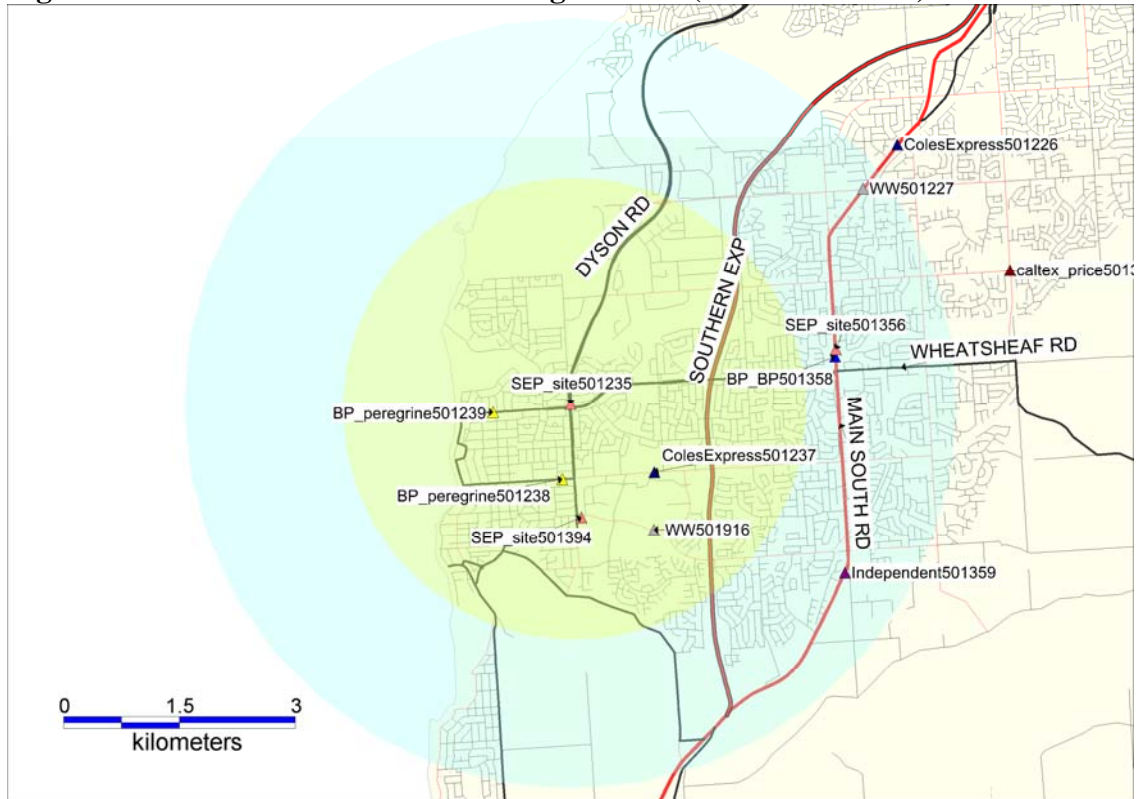 DYSON RD
SOUTHERN EXP
ColesExpress501226
WW501227
caltex_price5013
SEP_site501356
WHEATSHEAF RD
BP_BP501358
SEP_site501235
BP_peregrine501239
MAIN SOUTH RD
ColesExpress501237
BP_peregrine501238
SEP_site501394
WW501916
Independent501359
0 1.5 3
kilometers